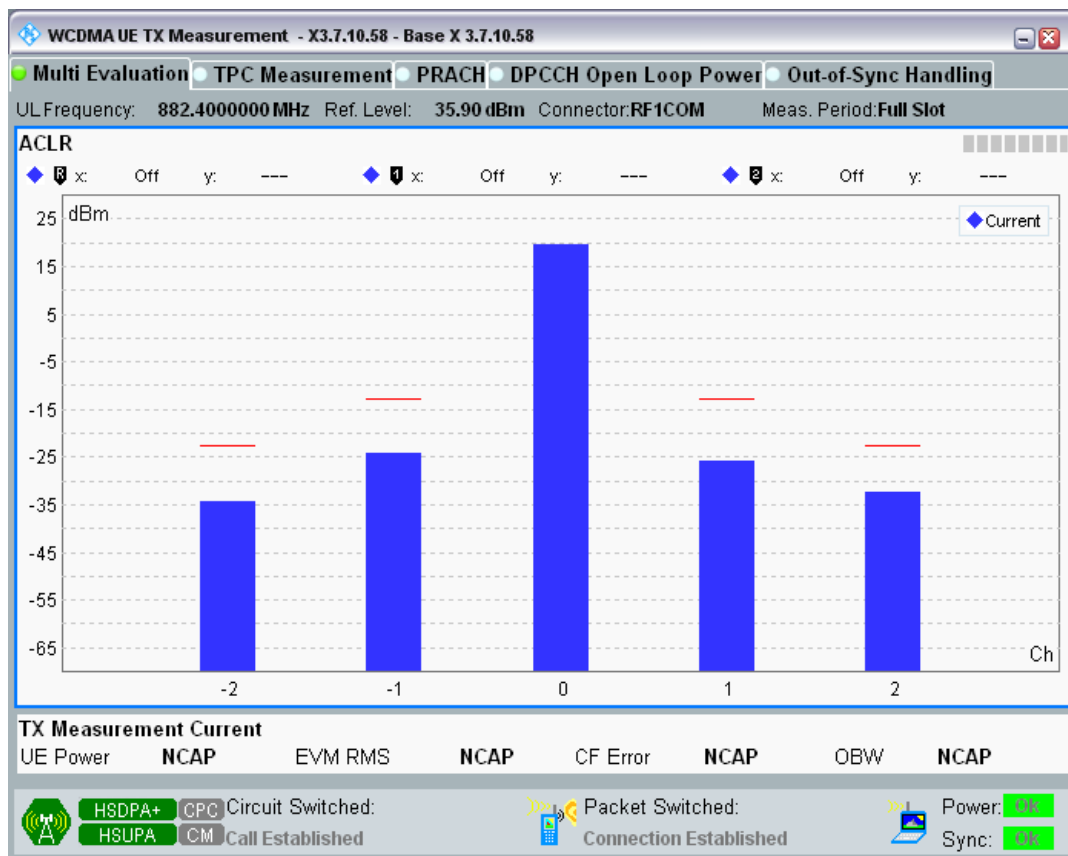 WCDMA UE TX Measurement - X3.7.10.58 - Base X 3.7.10.58
Multi Evaluation TPC Measurement PRACH DPCCH Open Loop Power Out-of-Sync Handling
UL Frequency: 882.4000000 MHz Ref. Level: 35.90 dBm Connector:RF1COM Meas. Period:Full Slot
ACLR
R x: Off y: --- 1 x: Off y: --- 2 x: Off y: ---
dBm
Current
25
15
5
-5
-15
-25
-35
-45
-55
-65
Ch
-2 -1 0 1 2
TX Measurement Current
UE Power NCAP EVM RMS NCAP CF Error NCAP OBW NCAP
HSDPA+ CPC Circuit Switched: Packet Switched: Power: OK
HSUPA CM Call Established Connection Established Sync: OK